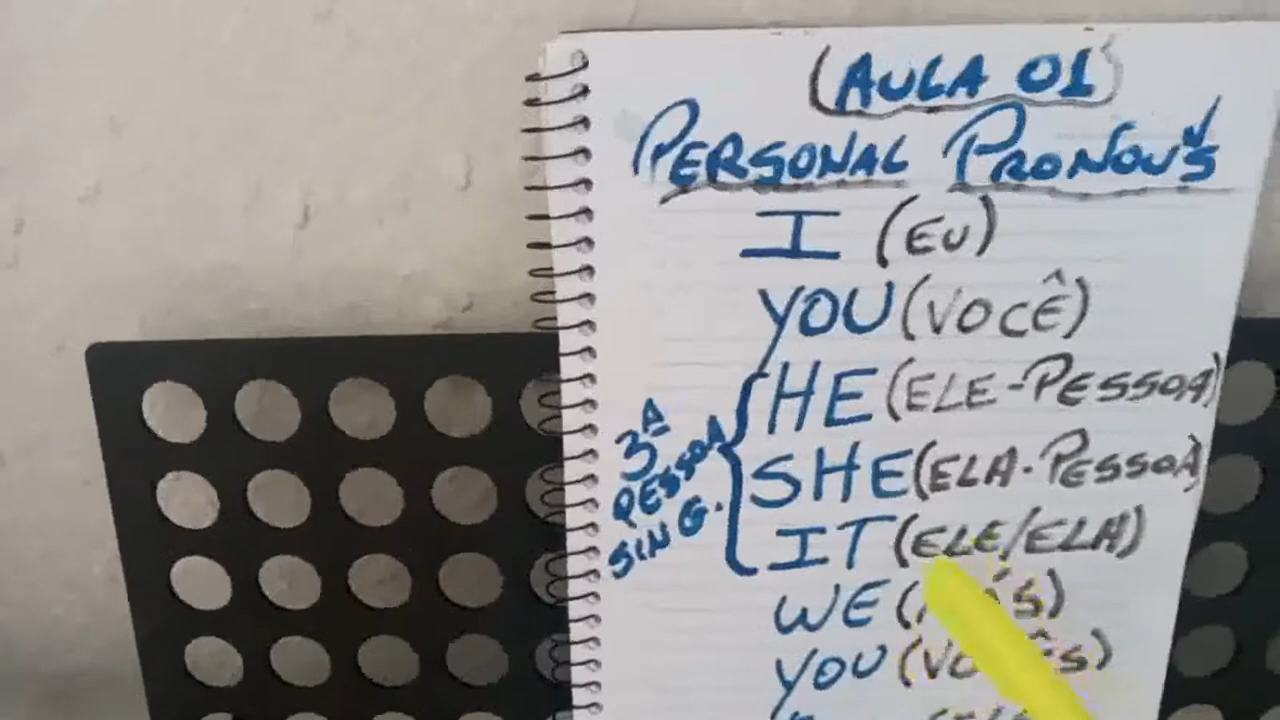 (AULA 01)
PERSONAL PRONOUNS
I (EU)
YOU (VOCÊ)
HE (ELE-PESSOA)
SHE (ELA-PESSOA)
IT (ELE/ELA)
3ª PESSOA SING.
WE
YOU